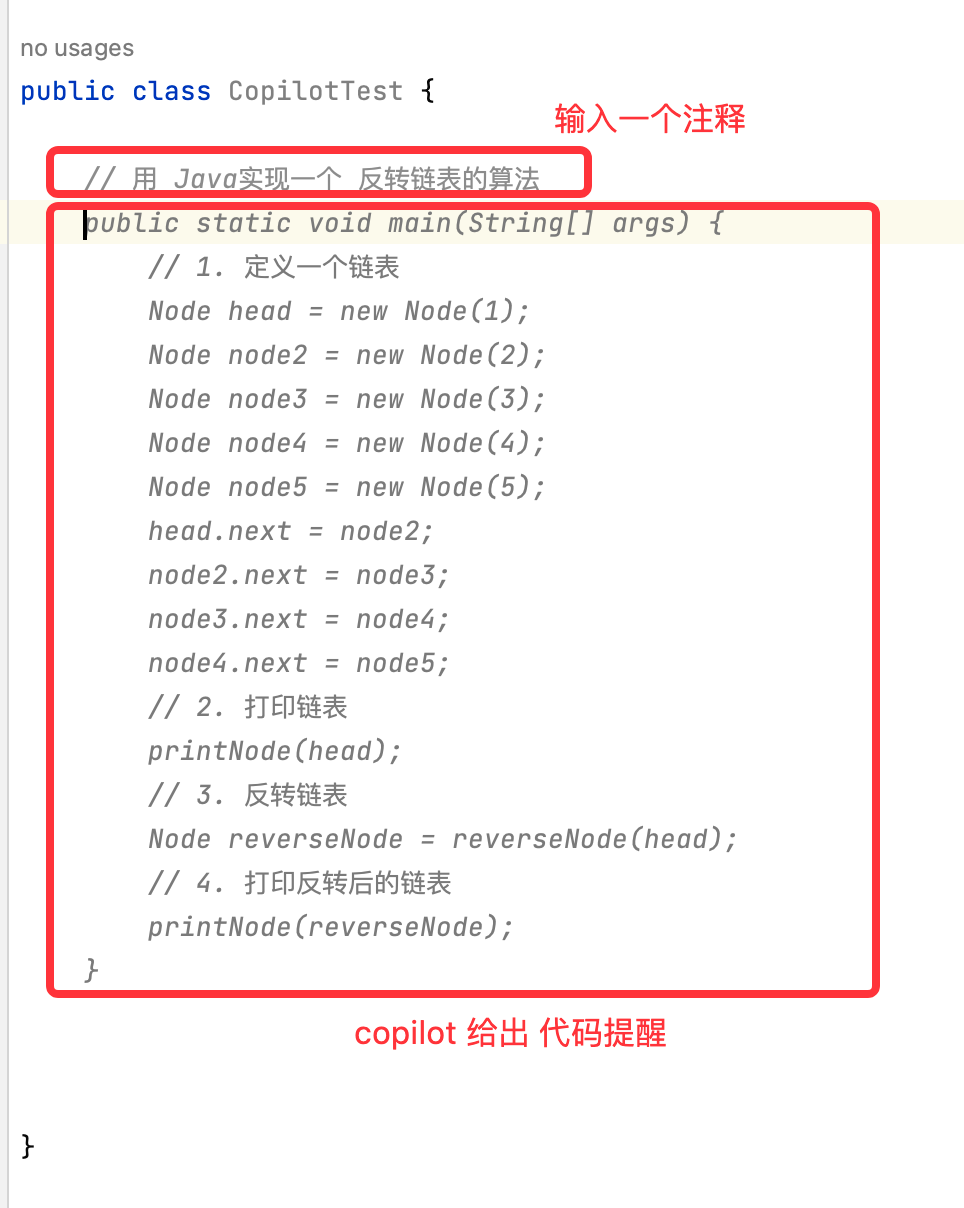 no usages
public class CopilotTest {
输入一个注释
// 用 Java实现一个 反转链表的算法
public static void main(String[] args) {
// 1. 定义一个链表
Node head = new Node(1);
Node node2 = new Node(2);
Node node3 = new Node(3);
Node node4 = new Node(4);
Node node5 = new Node(5);
head.next = node2;
node2.next = node3;
node3.next = node4;
node4.next = node5;
// 2. 打印链表
printNode(head);
// 3. 反转链表
Node reverseNode = reverseNode(head);
// 4. 打印反转后的链表
printNode(reverseNode);
}
copilot 给出 代码提醒
}